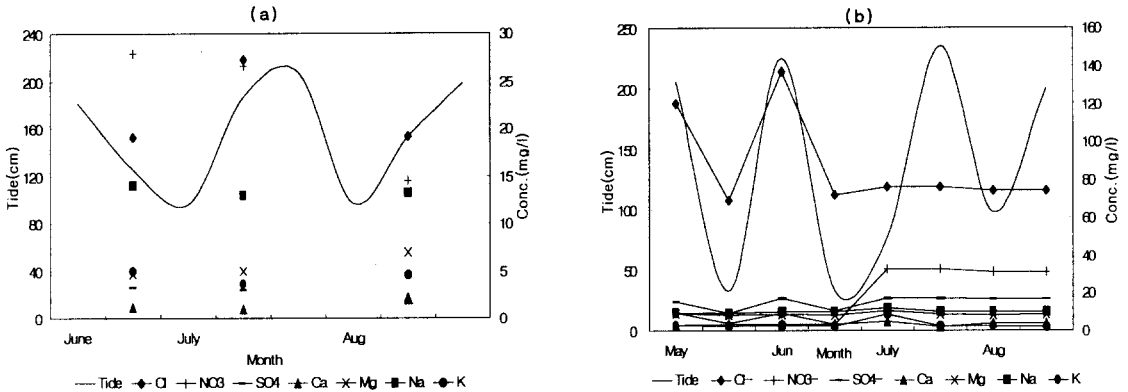 (a)
240
200
160
120
80
40
0
Tide(cm)
30
25
20
15
10
5
0
Conc.(mg/l)
June July Aug
Month
Tide Cl NO3 SO4 Ca Mg Na K
(b)
250
200
150
100
50
0
Tide(cm)
160
140
120
100
80
60
40
20
0
Conc.(mg/l)
May Jun Month July Aug
Tide Cl NO3 SO4 Ca Mg Na K